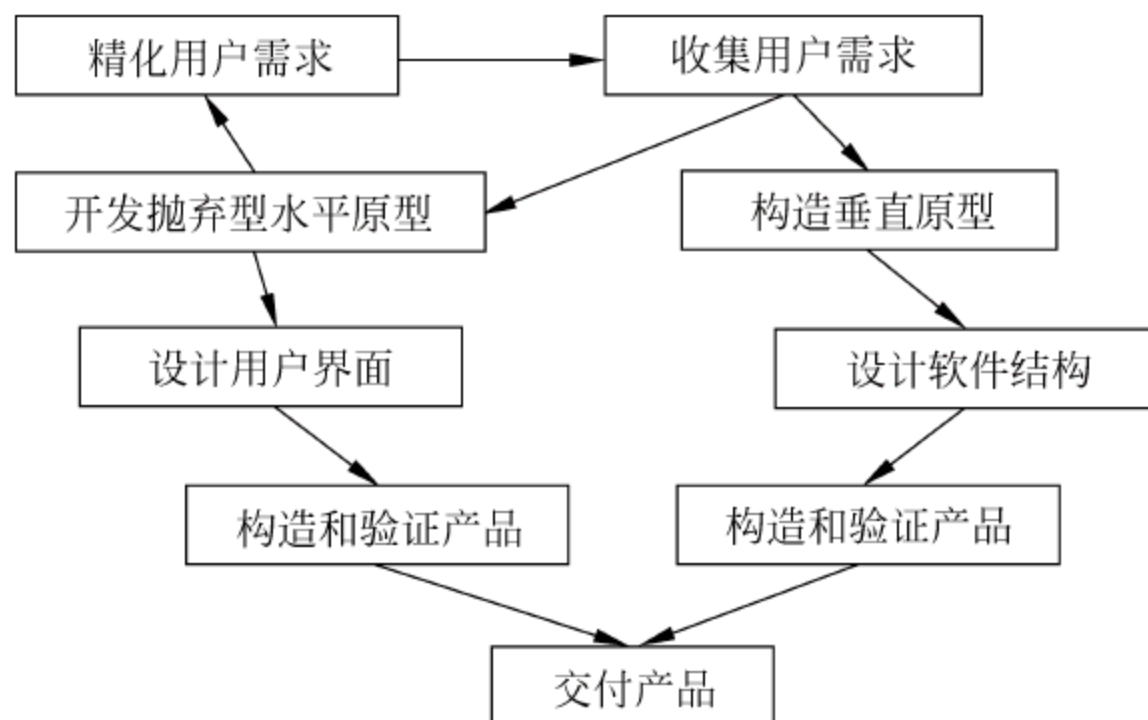 精化用户需求
收集用户需求
开发抛弃型水平原型
构造垂直原型
设计用户界面
设计软件结构
构造和验证产品
构造和验证产品
交付产品